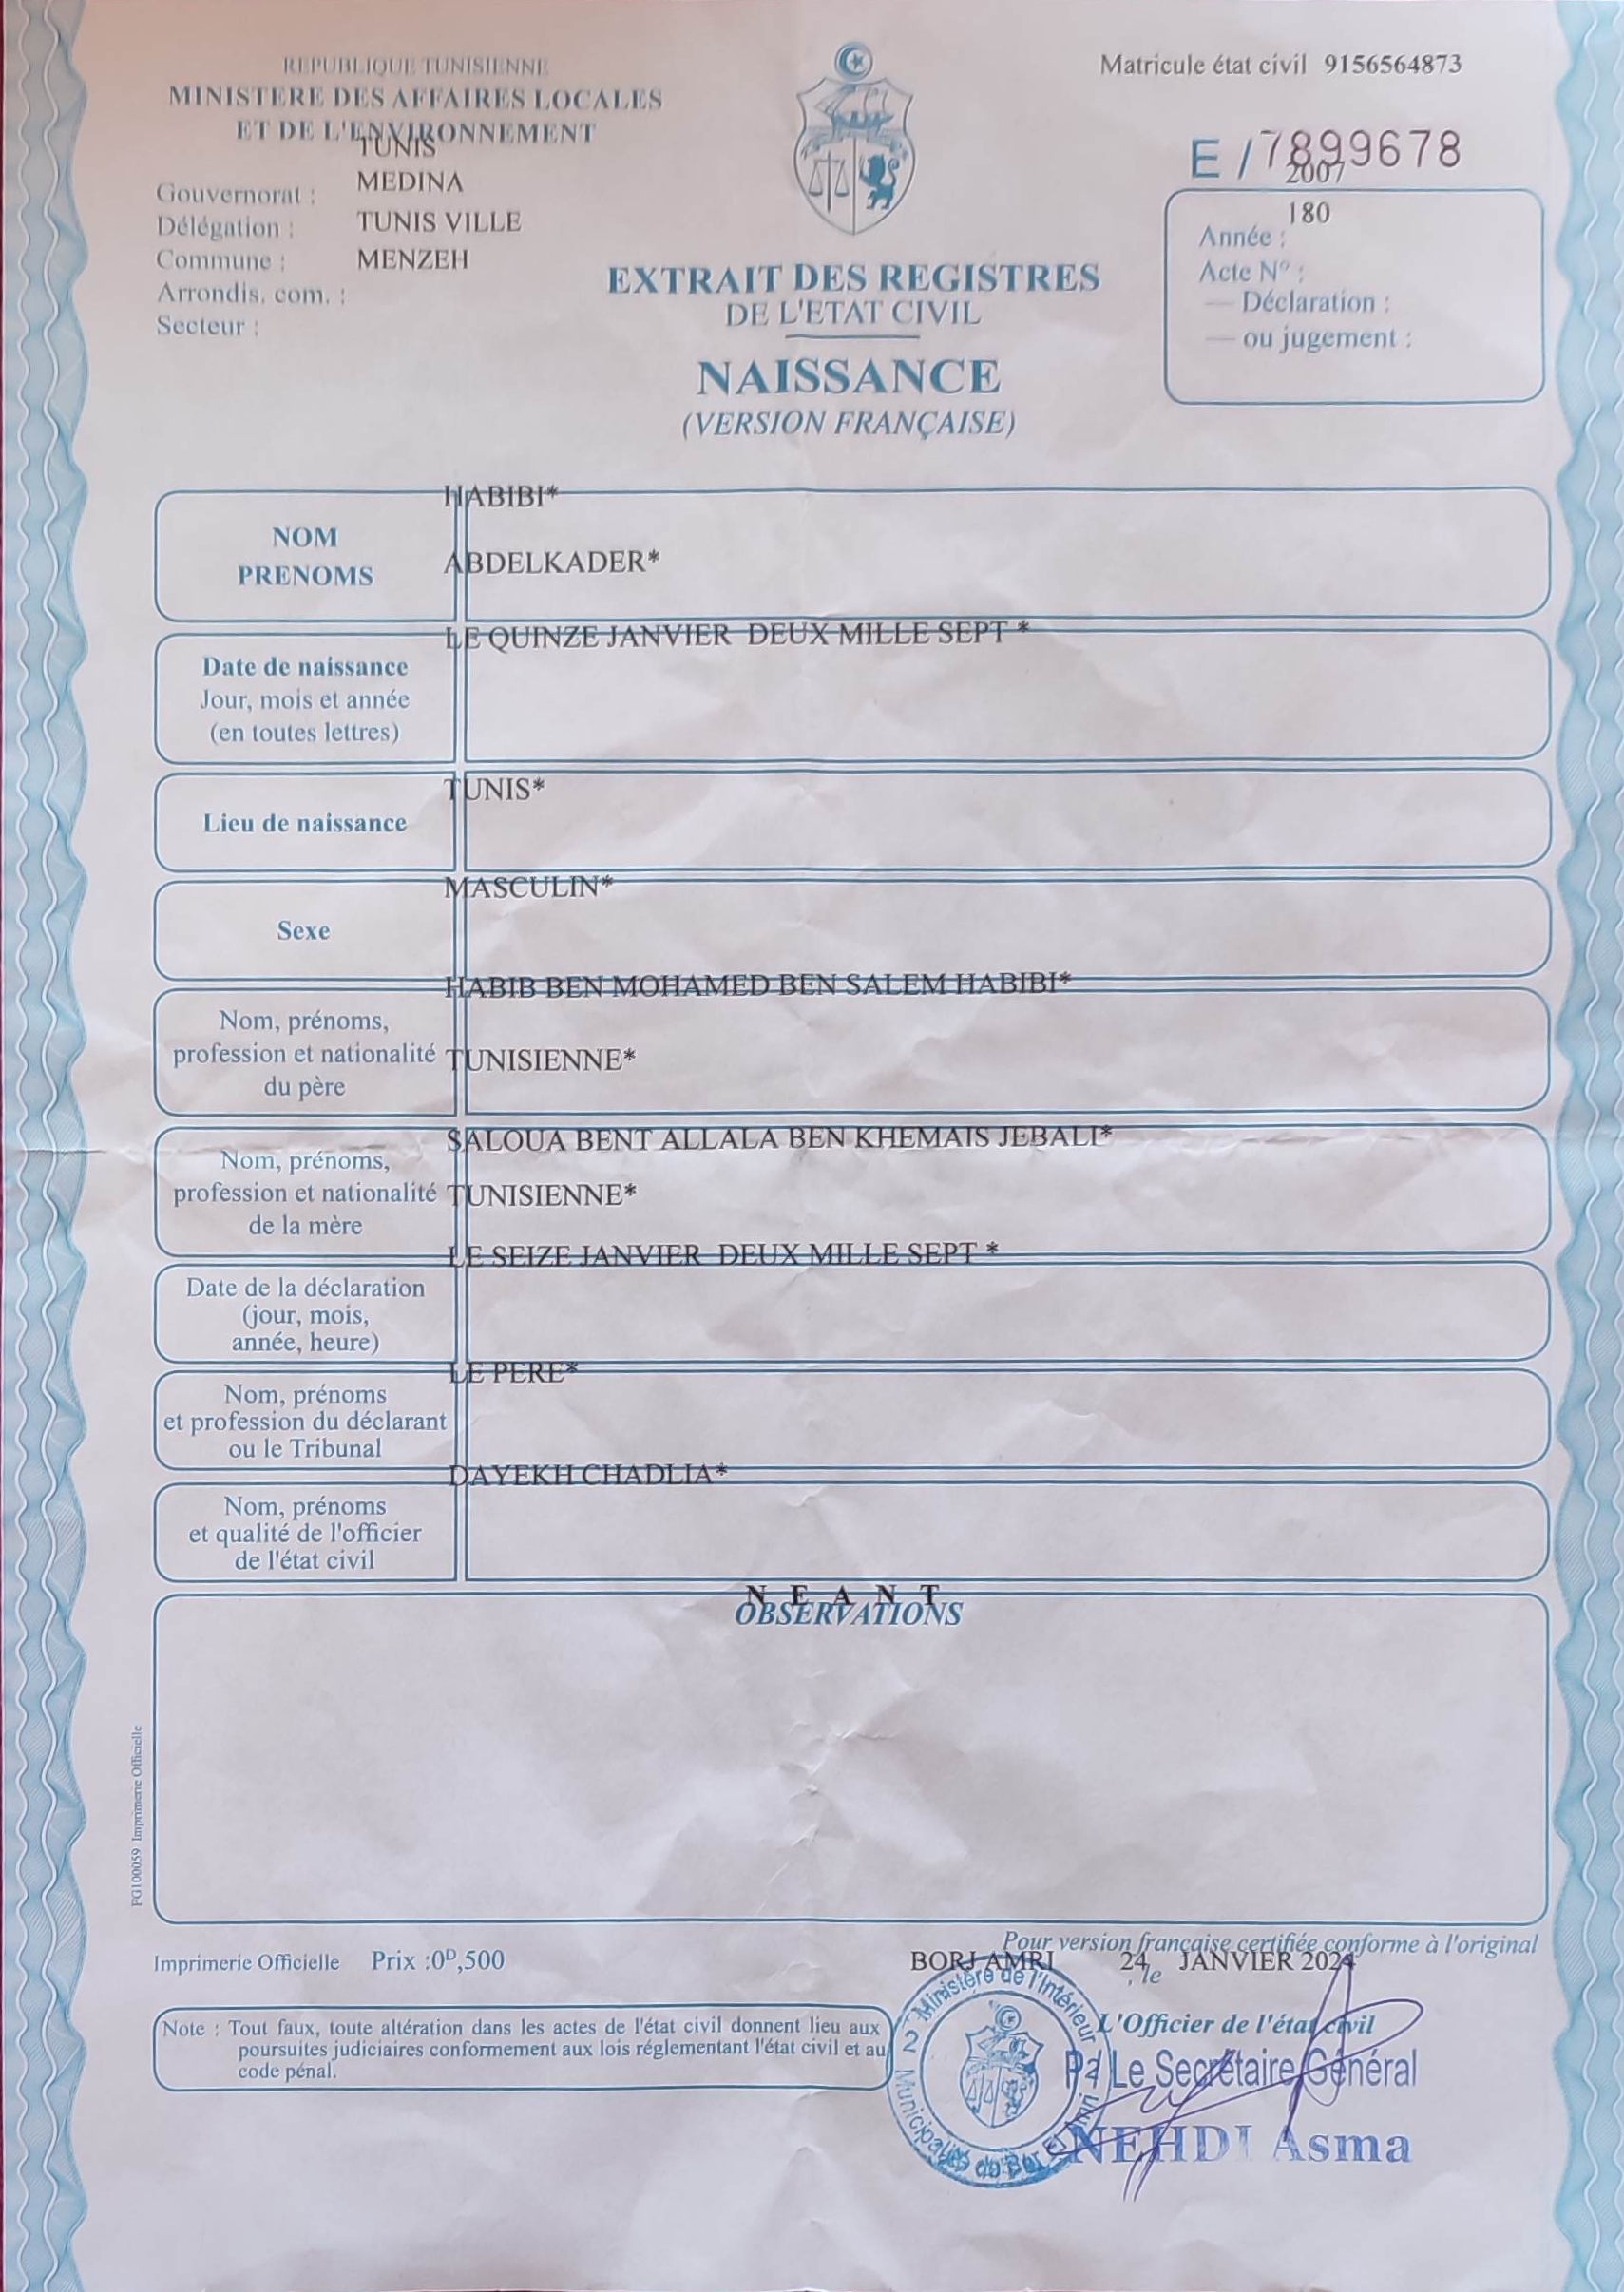 REPUBLIQUE TUNISIENNE
MINISTERE DES AFFAIRES LOCALES
ET DE L'ENVIRONNEMENT
Matricule état civil 9156564873
E / 7899678
Gouvernorat : TUNIS
Délégation : MEDINA
Commune : TUNIS VILLE
Arrondis. com. : MENZEH
Secteur :
Année : 2007
Acte N° : 180
— Déclaration :
— ou jugement :
EXTRAIT DES REGISTRES
DE L'ETAT CIVIL
NAISSANCE
(VERSION FRANÇAISE)
NOM
PRENOMS
HABIBI*
ABDELKADER*
Date de naissance
Jour, mois et année
(en toutes lettres)
LE QUINZE JANVIER DEUX MILLE SEPT *
Lieu de naissance
TUNIS*
Sexe
MASCULIN*
Nom, prénoms,
profession et nationalité
du père
HABIB BEN MOHAMED BEN SALEM HABIBI*
TUNISIENNE*
Nom, prénoms,
profession et nationalité
de la mère
SALOUA BENT ALLALA BEN KHEMAIS JEBALI*
TUNISIENNE*
Date de la déclaration
(jour, mois,
année, heure)
LE SEIZE JANVIER DEUX MILLE SEPT *
Nom, prénoms
et profession du déclarant
ou le Tribunal
LE PERE*
Nom, prénoms
et qualité de l'officier
de l'état civil
DAYEKH CHADLIA*
N E A N T
OBSERVATIONS
FG100059 Imprimerie Officielle
Imprimerie Officielle Prix :0D,500
Pour version française certifiée conforme à l'original
BORJ AMRI , le 24 JANVIER 2024
L'Officier de l'état civil
Note : Tout faux, toute altération dans les actes de l'état civil donnent lieu aux
poursuites judiciaires conformement aux lois réglementant l'état civil et au
code pénal.
Ministère de l'Intérieur
2
Municipalité de
P/ Le Secrétaire Général
NEHDI Asma